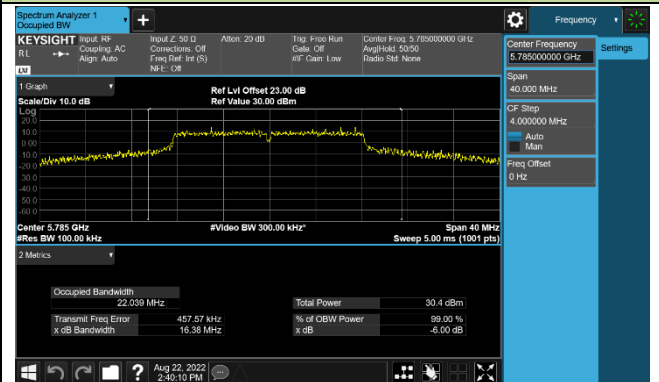 Spectrum Analyzer 1
Occupied BW
Frequency
KEYSIGHT
Input: RF
Input Z: 50 Ω
Atten: 20 dB
Trig: Free Run
Center Freq: 5.785000000 GHz
RL
Coupling: AC
Corrections: Off
Gate: Off
Avg|Hold: 50/50
Align: Auto
Freq Ref: Int (S)
#IF Gain: Low
Radio Std: None
NFE: Off
LXI
Center Frequency
5.785000000 GHz
Settings
Span
40.000 MHz
CF Step
4.000000 MHz
Auto
Man
Freq Offset
0 Hz
1 Graph
Scale/Div 10.0 dB
Ref Lvl Offset 23.00 dB
Ref Value 30.00 dBm
Log
20.0
10.0
0.00
-10.0
-20.0
-30.0
-40.0
-50.0
-60.0
Center 5.785 GHz
#Video BW 300.00 kHz*
Span 40 MHz
#Res BW 100.00 kHz
Sweep 5.00 ms (1001 pts)
2 Metrics
Occupied Bandwidth
22.039 MHz
Total Power
30.4 dBm
Transmit Freq Error
457.57 kHz
% of OBW Power
99.00 %
x dB Bandwidth
16.38 MHz
x dB
-6.00 dB
?
Aug 22, 2022
2:40:10 PM